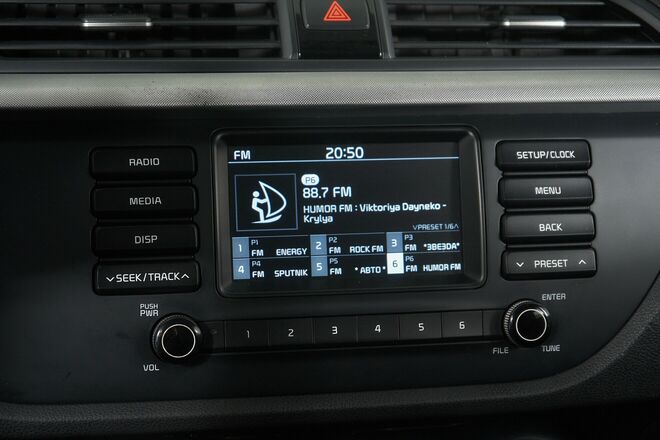 RADIO
MEDIA
DISP
SEEK/TRACK
PUSH
PWR
VOL
FM 20:50
P6
88.7 FM
HUMOR FM : Viktoriya Dayneko -
Krylya
PRESET 1/6
1 P1 FM ENERGY 2 P2 FM ROCK FM 3 P3 FM *ЗВЕЗDA*
4 P4 FM SPUTNIK 5 P5 FM * АВТО * 6 P6 FM HUMOR FM
1 2 3 4 5 6
SETUP/CLOCK
MENU
BACK
PRESET
ENTER
FILE
TUNE